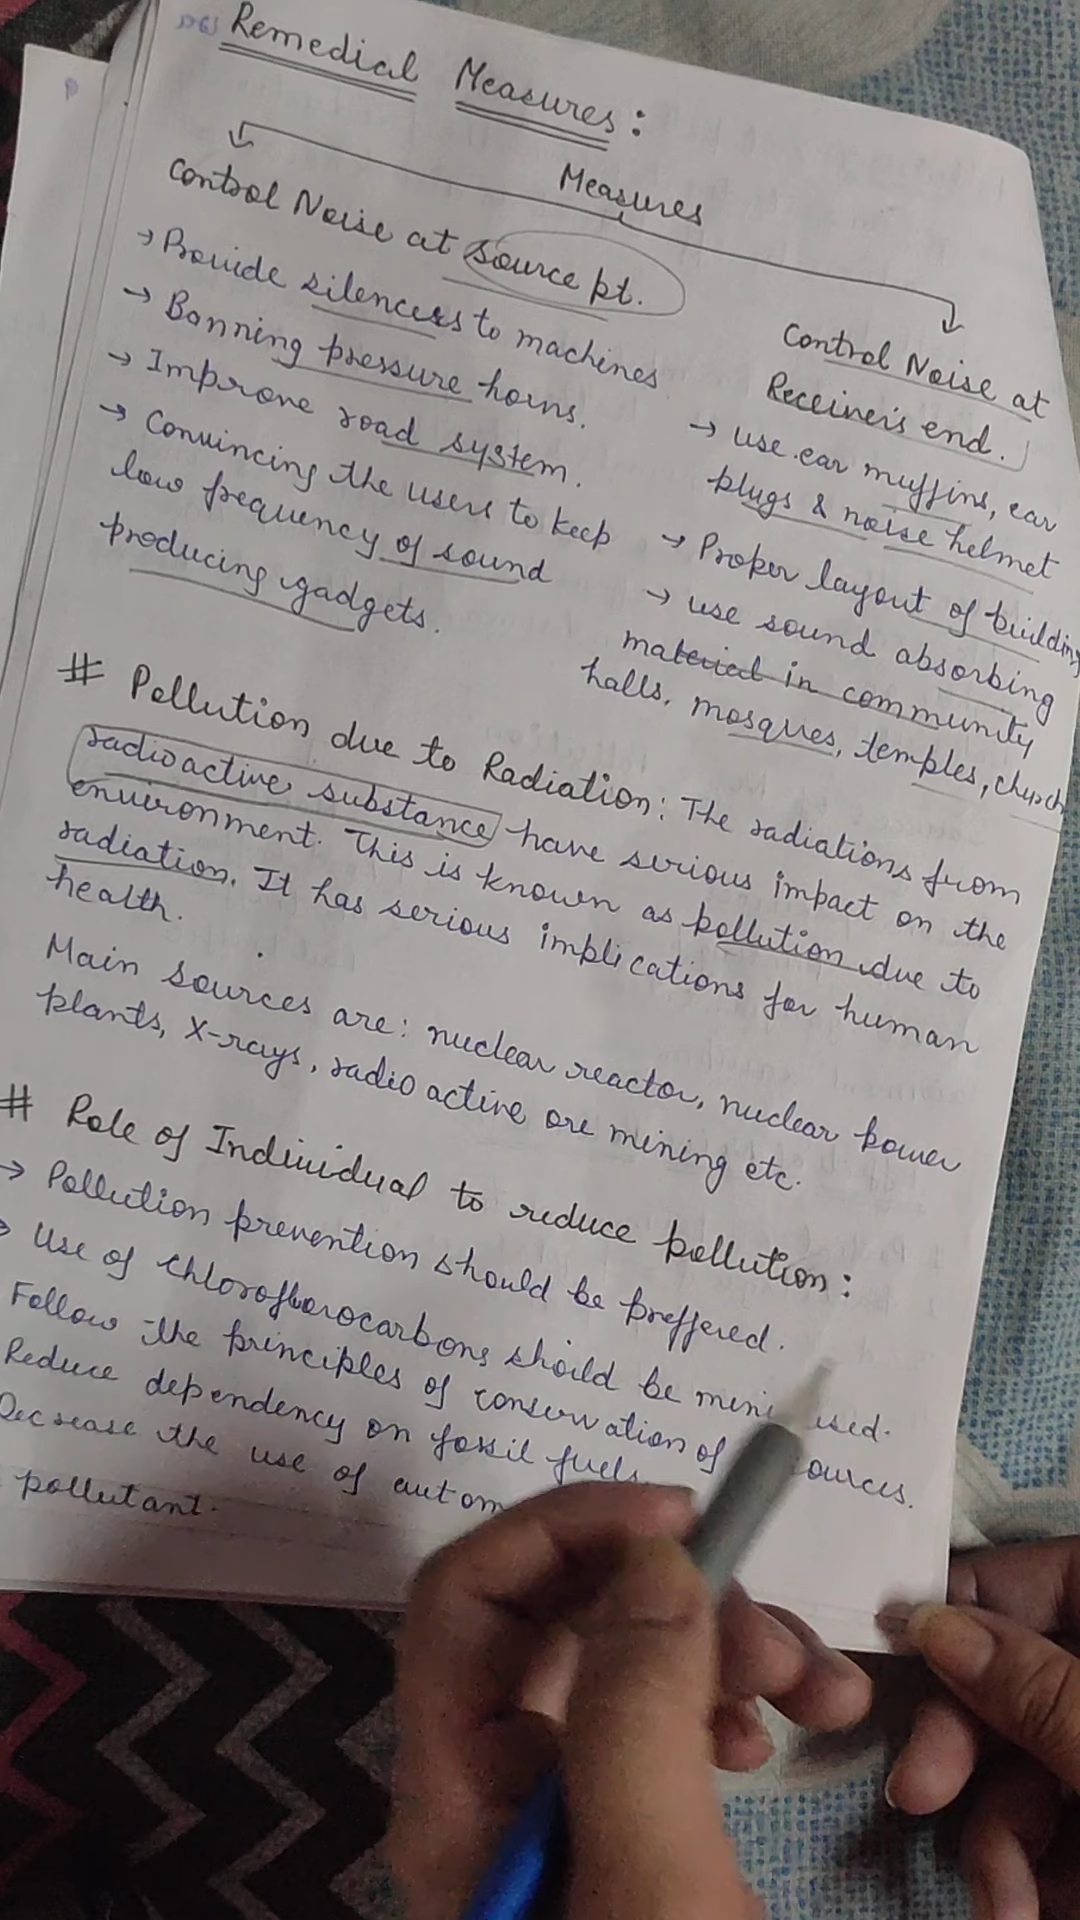 Remedial Measures:
Measures
Control Noise at source pt.
→ Provide silencers to machines
→ Banning pressure horns.
→ Improve road system.
→ Convincing the users to keep
low frequency of sound
producing gadgets.
Control Noise at
Receiver's end.
→ use ear muffins, ear
plugs & noise helmet
→ Proper layout of building
→ use sound absorbing
material in community
halls, mosques, temples, church
# Pollution due to Radiation: The radiations from
radioactive substance have serious impact on the
environment. This is known as pollution due to
radiation. It has serious implications for human
health.
Main sources are: nuclear reactor, nuclear power
plants, X-rays, radio active ore mining etc.
# Role of Individual to reduce pollution:
→ Pollution prevention should be preffered.
→ Use of Chlorofluorocarbons should be
Follow the principles of conservation of
Reduce dependency on fossil fuels
Decrease the use of
pollutant.